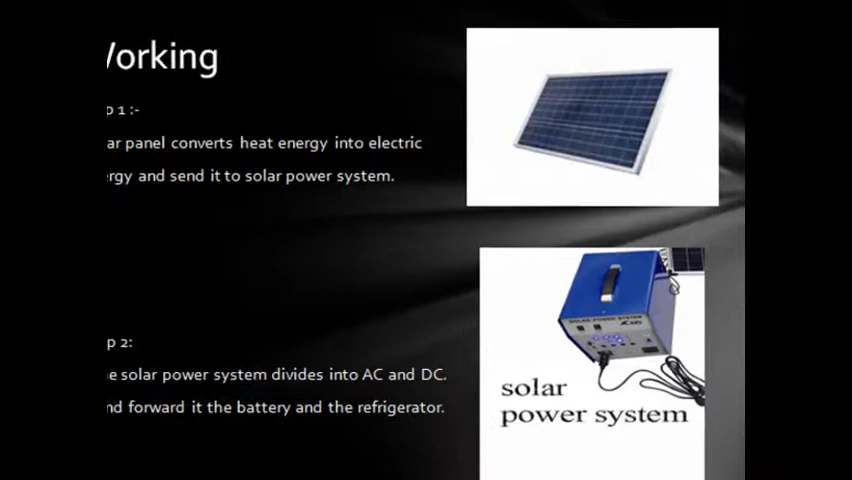 Working
p 1 :-
ar panel converts heat energy into electric
rgy and send it to solar power system.
p 2:
e solar power system divides into AC and DC.
nd forward it the battery and the refrigerator.
SOLAR POWER SYSTEM
solar
power system